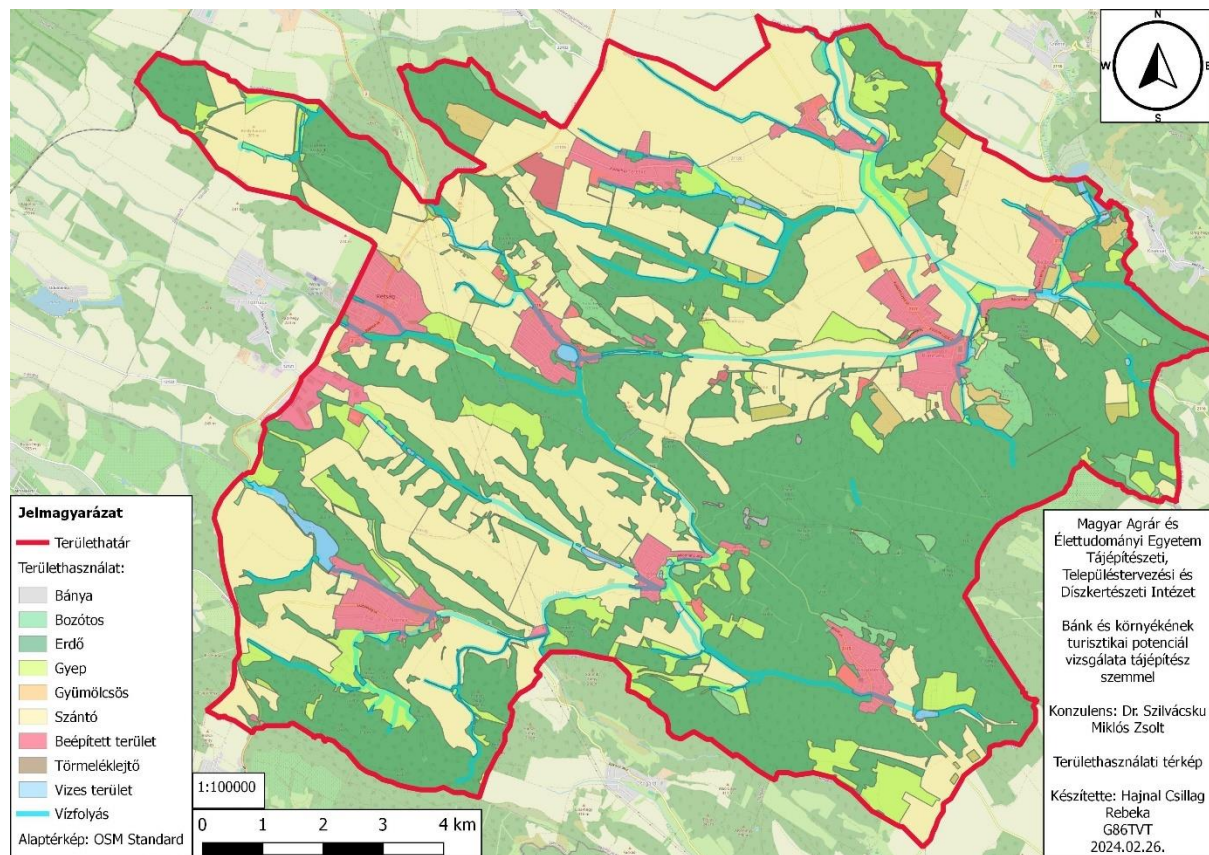 N
W
E
S
Rétság
Jelmagyarázat
Területhatár
Területhasználat:
Bánya
Bozótos
Erdő
Gyep
Gyümölcsös
Szántó
Beépített terület
Törmeléklejtő
Vizes terület
Vízfolyás
Alaptérkép: OSM Standard
1:100000
0 1 2 3 4 km
Magyar Agrár és
Élettudományi Egyetem
Tájépítészeti,
Településtervezési és
Díszkertészeti Intézet
Bánk és környékének
turisztikai potenciál
vizsgálata tájépítész
szemmel
Konzulens: Dr. Szilvácsku
Miklós Zsolt
Területhasználati térkép
Készítette: Hajnal Csillag
Rebeka
G86TVT
2024.02.26.